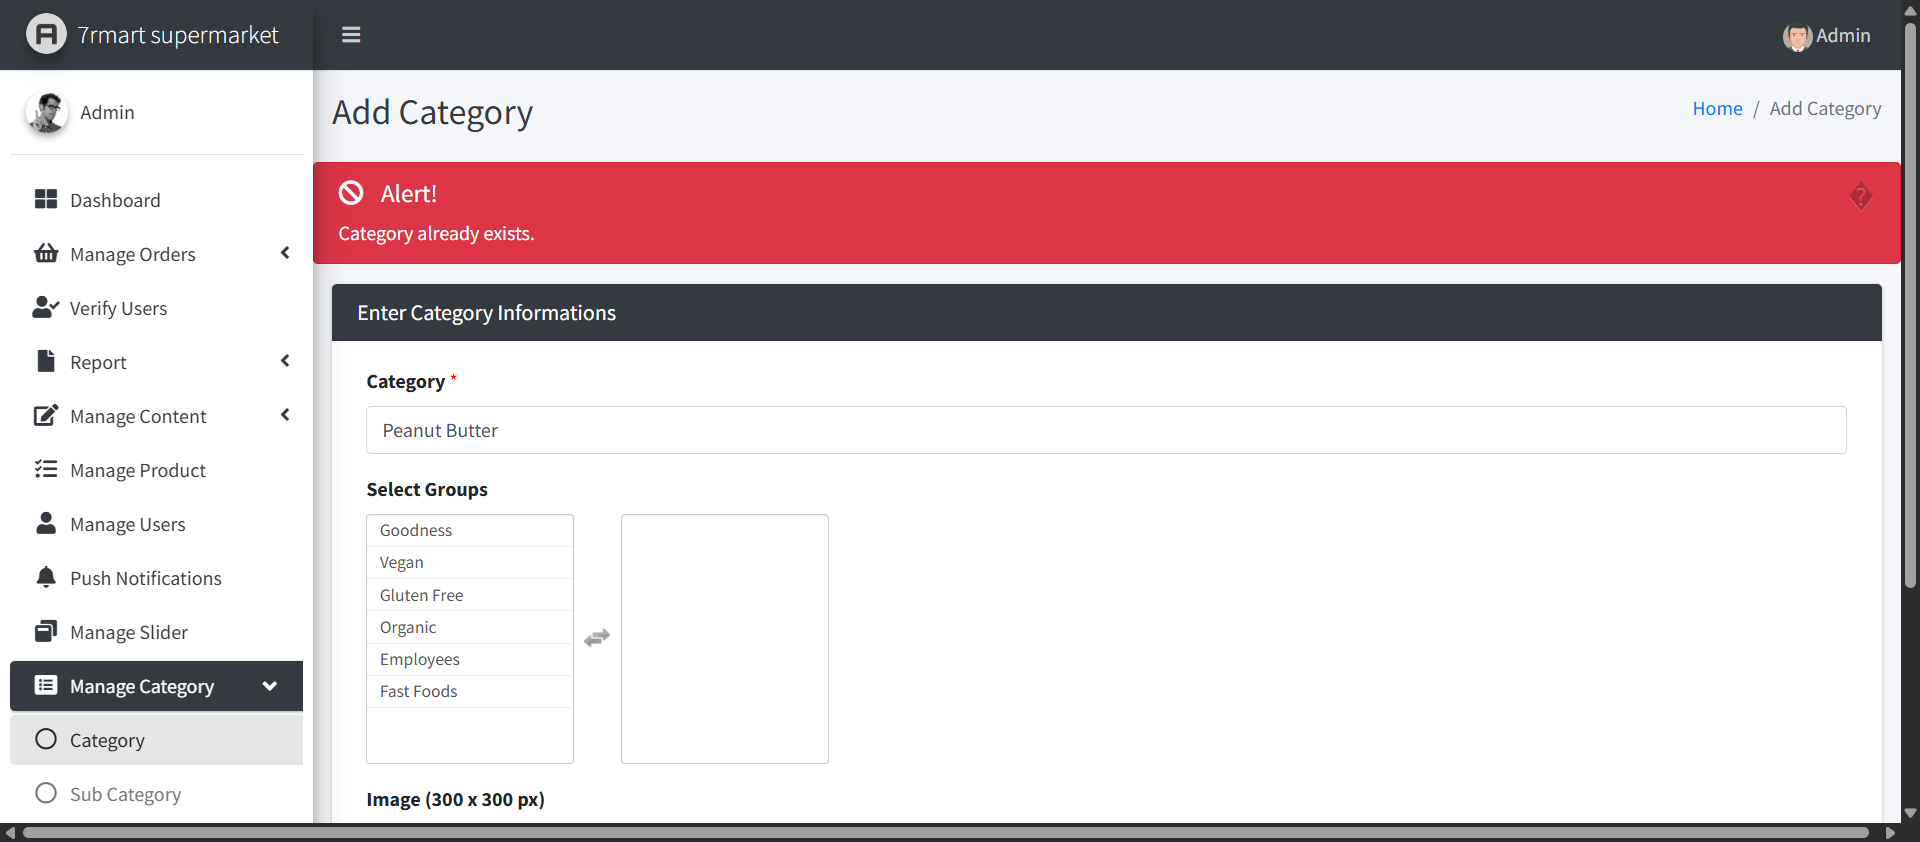 7rmart supermarket
Admin
Admin
Dashboard
Manage Orders
Verify Users
Report
Manage Content
Manage Product
Manage Users
Push Notifications
Manage Slider
Manage Category
Category
Sub Category
Add Category
Home / Add Category
Alert!
Category already exists.
Enter Category Informations
Category *
Peanut Butter
Select Groups
Goodness
Vegan
Gluten Free
Organic
Employees
Fast Foods
Image (300 x 300 px)